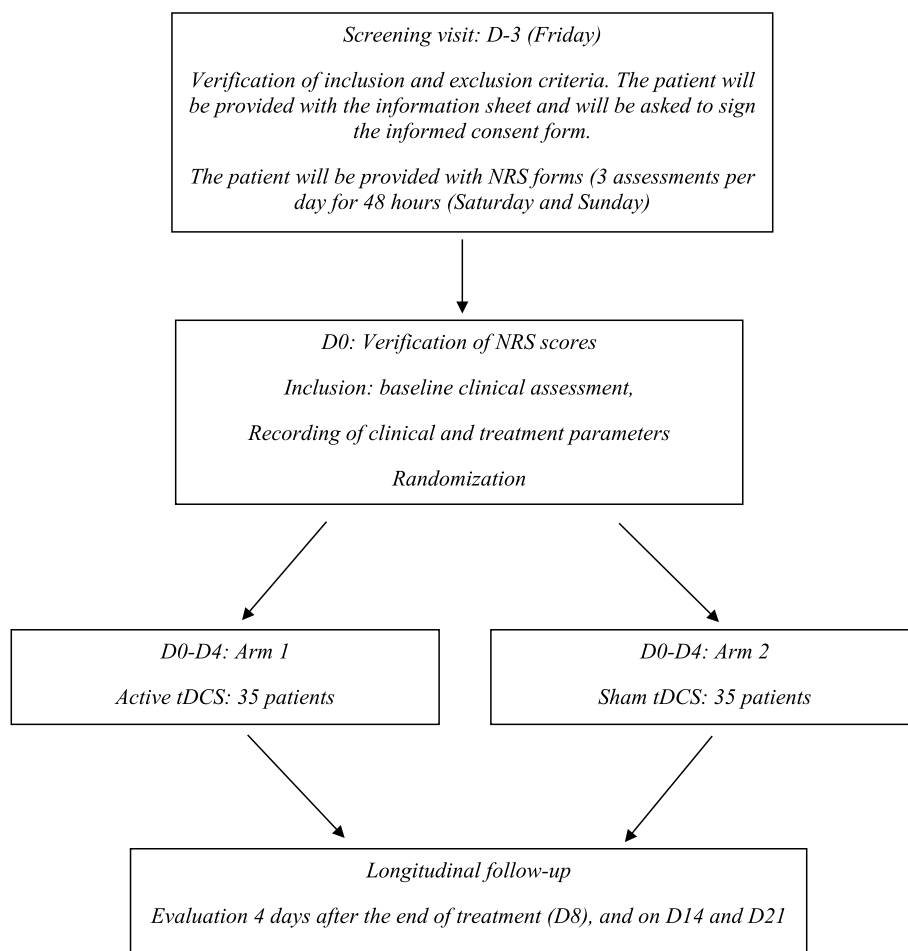 Screening visit: D-3 (Friday)
Verification of inclusion and exclusion criteria. The patient will
be provided with the information sheet and will be asked to sign
the informed consent form.
The patient will be provided with NRS forms (3 assessments per
day for 48 hours (Saturday and Sunday)
D0: Verification of NRS scores
Inclusion: baseline clinical assessment,
Recording of clinical and treatment parameters
Randomization
D0-D4: Arm 1
Active tDCS: 35 patients
D0-D4: Arm 2
Sham tDCS: 35 patients
Longitudinal follow-up
Evaluation 4 days after the end of treatment (D8), and on D14 and D21